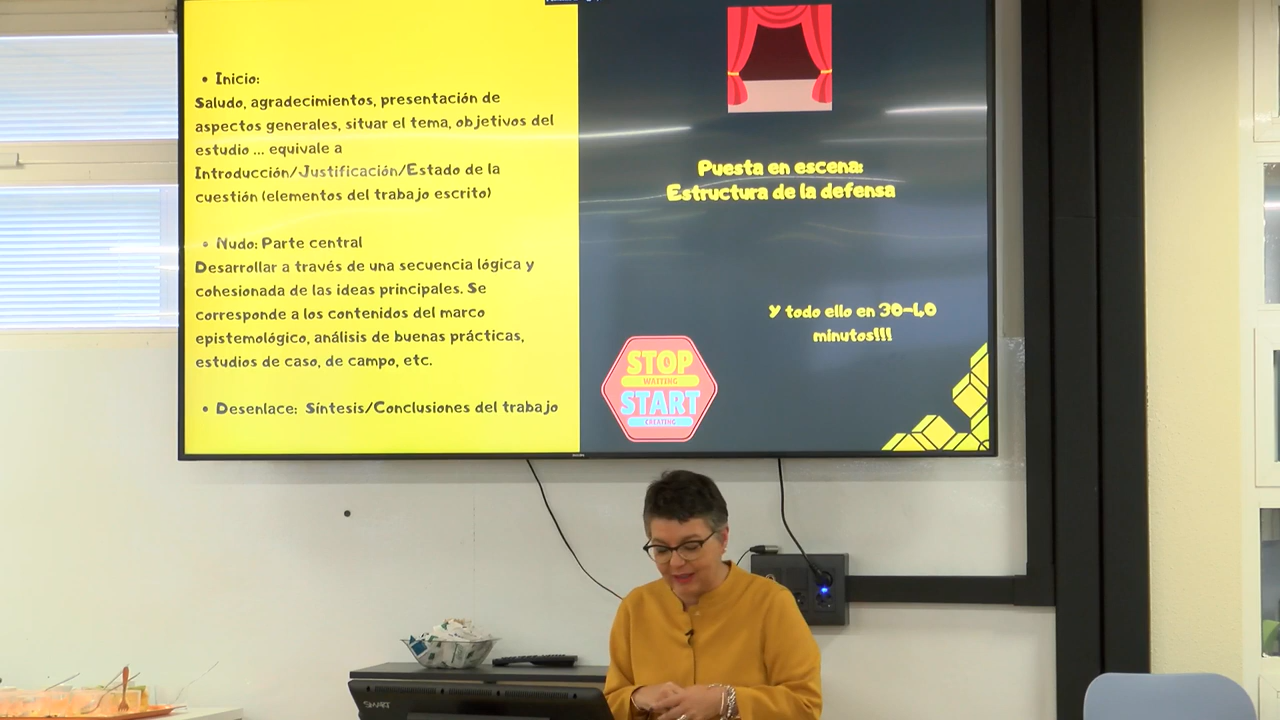 • Inicio:
Saludo, agradecimientos, presentación de
aspectos generales, situar el tema, objetivos del
estudio ... equivale a
Introducción/Justificación/Estado de la
cuestión (elementos del trabajo escrito)
• Nudo: Parte central
Desarrollar a través de una secuencia lógica y
cohesionada de las ideas principales. Se
corresponde a los contenidos del marco
epistemológico, análisis de buenas prácticas,
estudios de caso, de campo, etc.
• Desenlace: Síntesis/Conclusiones del trabajo
Puesta en escena:
Estructura de la defensa
Y todo ello en 30-40
minutos!!!
STOP
WAITING
START
CREATING
SMART